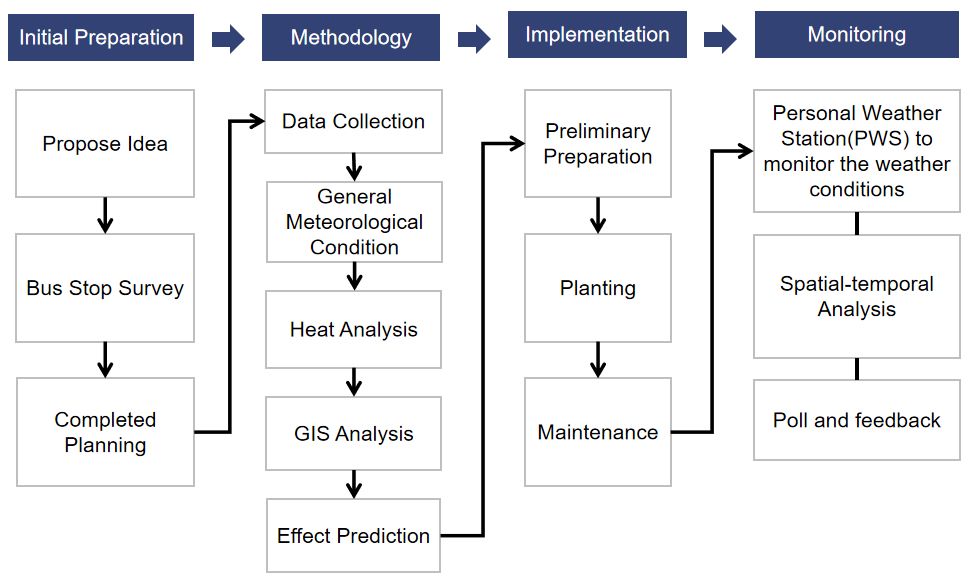 Initial Preparation
Methodology
Implementation
Monitoring
Propose Idea
Bus Stop Survey
Completed
Planning
Data Collection
General
Meteorological
Condition
Heat Analysis
GIS Analysis
Effect Prediction
Preliminary
Preparation
Planting
Maintenance
Personal Weather
Station(PWS) to
monitor the weather
conditions
Spatial-temporal
Analysis
Poll and feedback